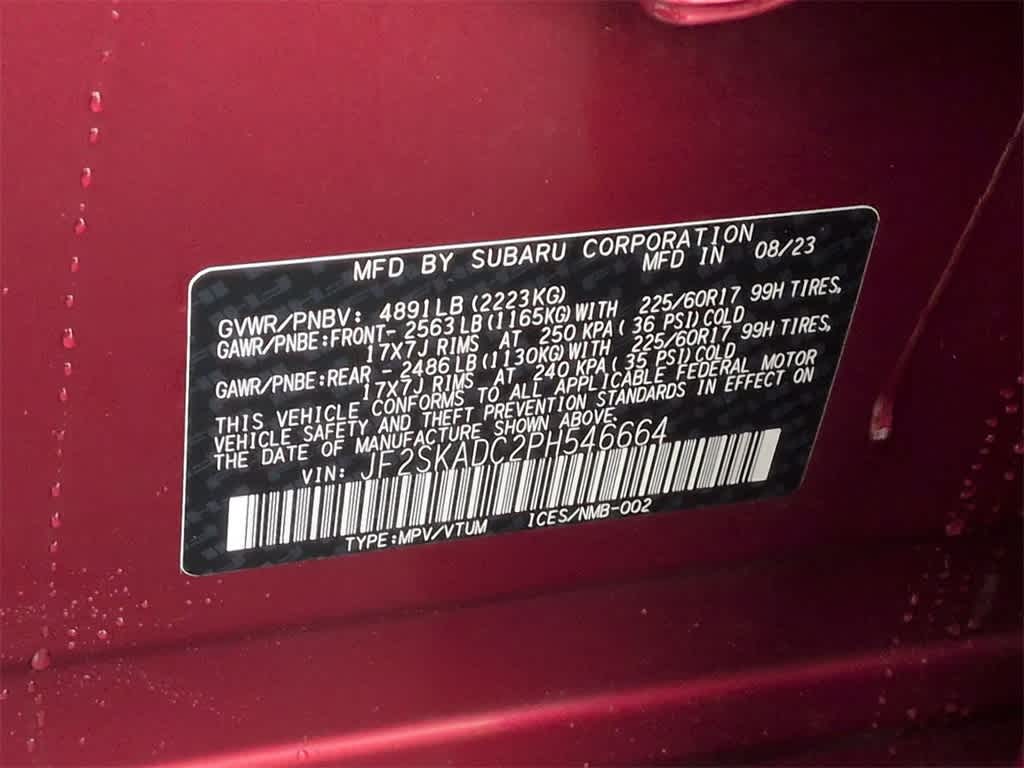 MFD BY SUBARU CORPORATION
MFD IN 08/23
GVWR/PNBV: 4891LB (2223KG)
GAWR/PNBE:FRONT- 2563LB(1165KG)WITH 225/60R17 99H TIRES,
17X7J RIMS AT 250 KPA( 36 PSI)COLD
GAWR/PNBE:REAR - 2486LB(1130KG)WITH 225/60R17 99H TIRES,
17X7J RIMS AT 240 KPA( 35 PSI)COLD
THIS VEHICLE CONFORMS TO ALL APPLICABLE FEDERAL MOTOR
VEHICLE SAFETY AND THEFT PREVENTION STANDARDS IN EFFECT ON
THE DATE OF MANUFACTURE SHOWN ABOVE.
VIN: JF2SKADC2PH546664
TYPE:MPV/VTUM ICES/NMB-002